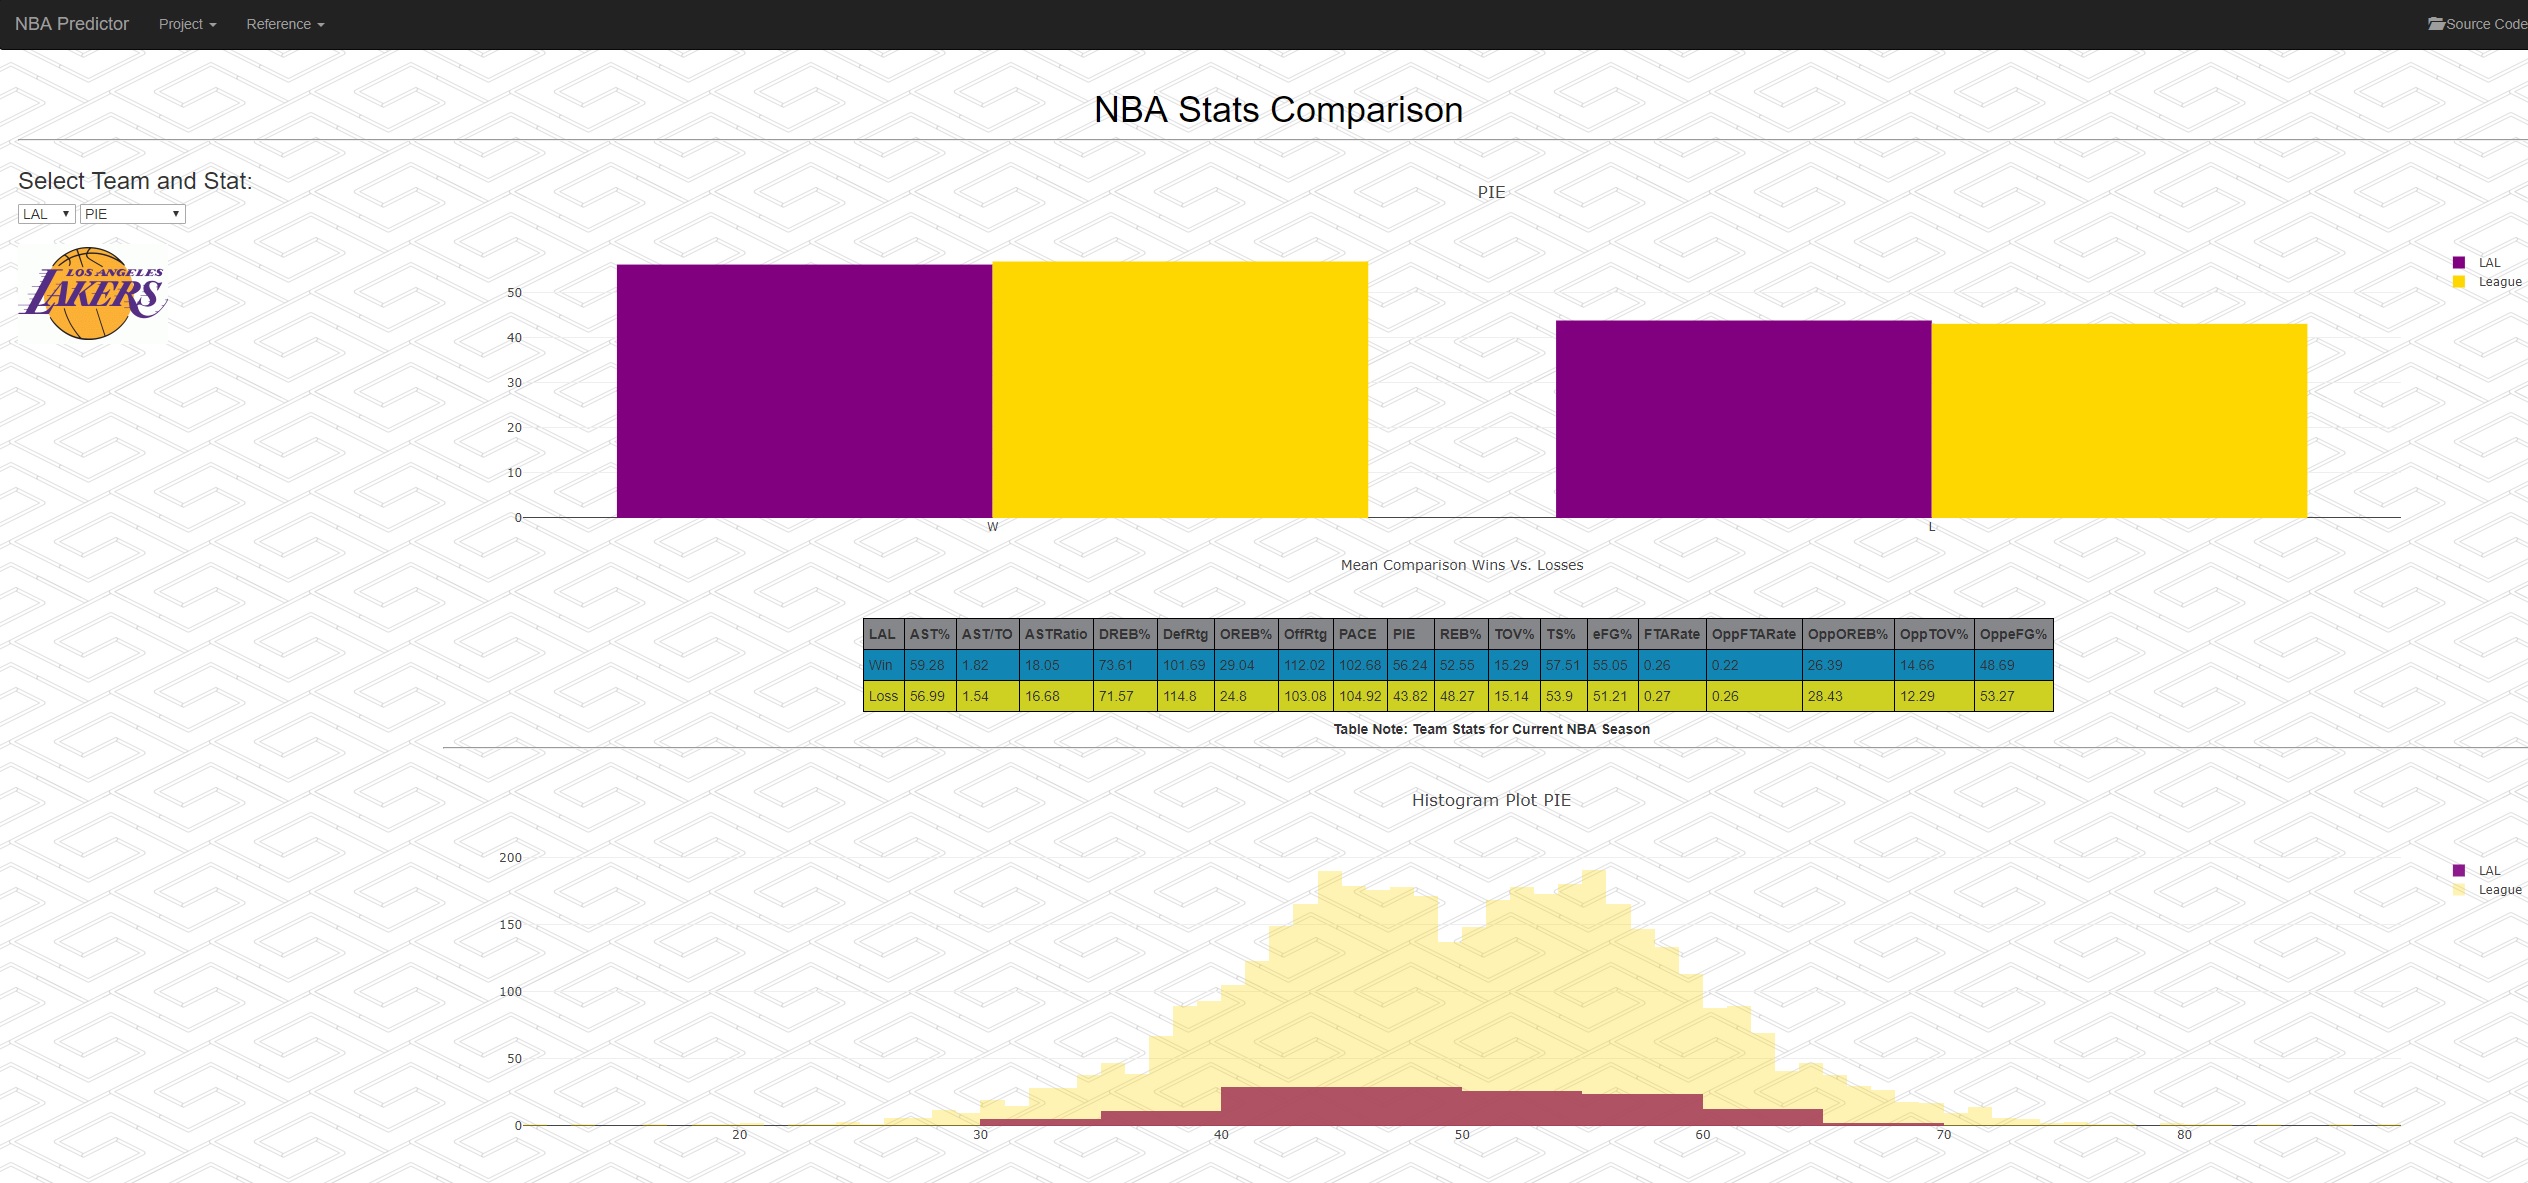 NBA Predictor Project Reference Source Code
NBA Stats Comparison
Select Team and Stat:
LAL PIE
LOS ANGELES
LAKERS
PIE
LAL
League
50
40
30
20
10
0
W L
Mean Comparison Wins Vs. Losses
LAL AST% AST/TO ASTRatio DREB% DefRtg OREB% OffRtg PACE PIE REB% TOV% TS% eFG% FTARate OppFTARate OppOREB% OppTOV% OppeFG%
Win 59.28 1.82 18.05 73.61 101.69 29.04 112.02 102.68 56.24 52.55 15.29 57.51 55.05 0.26 0.22 26.39 14.66 48.69
Loss 56.99 1.54 16.68 71.57 114.8 24.8 103.08 104.92 43.82 48.27 15.14 53.9 51.21 0.27 0.26 28.43 12.29 53.27
Table Note: Team Stats for Current NBA Season
Histogram Plot PIE
LAL
League
200
150
100
50
0
20 30 40 50 60 70 80